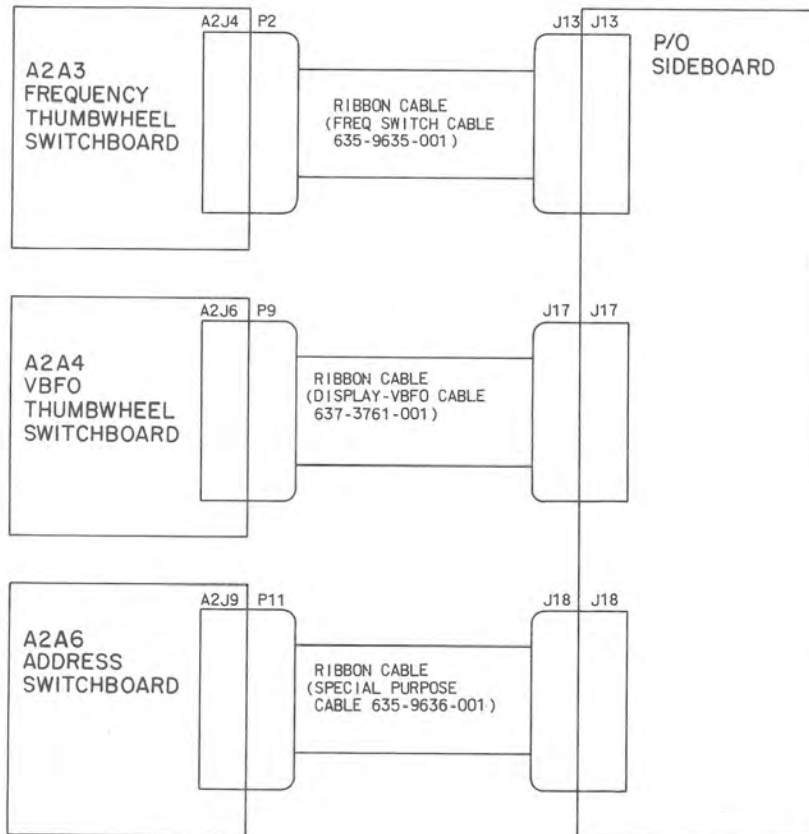 A2J4 P2
J13 J13
A2A3
FREQUENCY
THUMBWHEEL
SWITCHBOARD
RIBBON CABLE
(FREQ SWITCH CABLE
635-9635-001)
P/O
SIDEBOARD
A2J6 P9
J17 J17
A2A4
VBFO
THUMBWHEEL
SWITCHBOARD
RIBBON CABLE
(DISPLAY-VBFO CABLE
637-3761-001)
A2J9 P11
J18 J18
A2A6
ADDRESS
SWITCHBOARD
RIBBON CABLE
(SPECIAL PURPOSE
CABLE 635-9636-001)